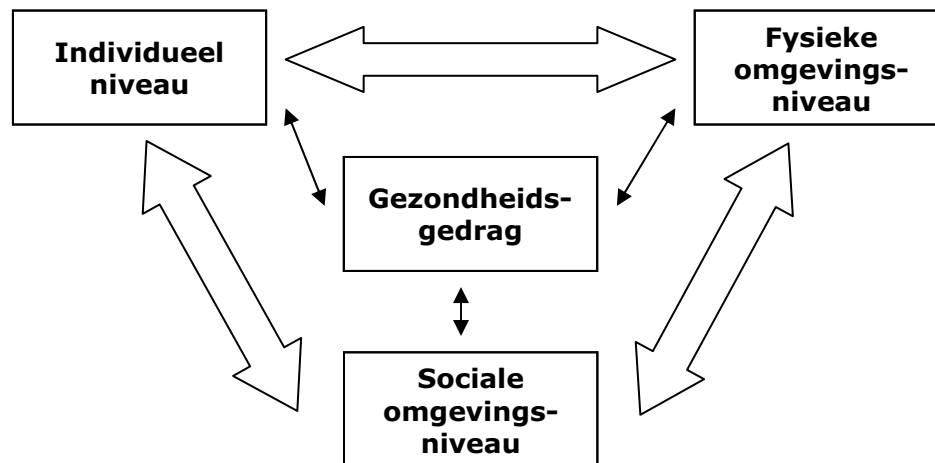 Individueel
niveau
Fysieke
omgevings-
niveau
Gezondheids-
gedrag
Sociale
omgevings-
niveau